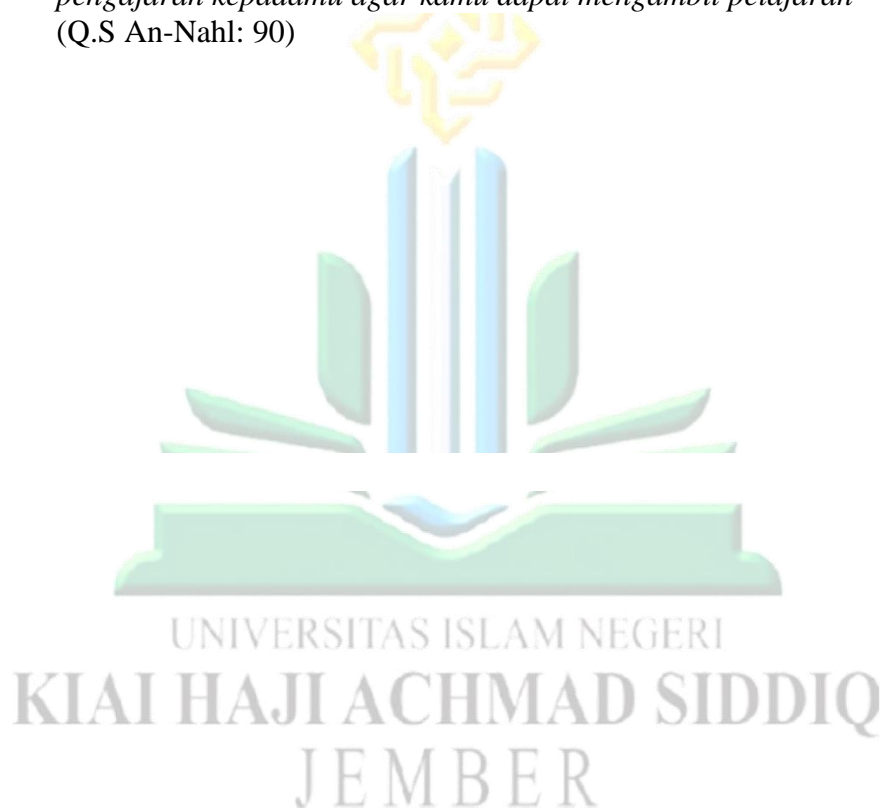 pengajaran kepadamu agar kamu dapat mengambil pelajaran
(Q.S An-Nahl: 90)
UNIVERSITAS ISLAM NEGERI
KIAI HAJI ACHMAD SIDDIQ
JEMBER